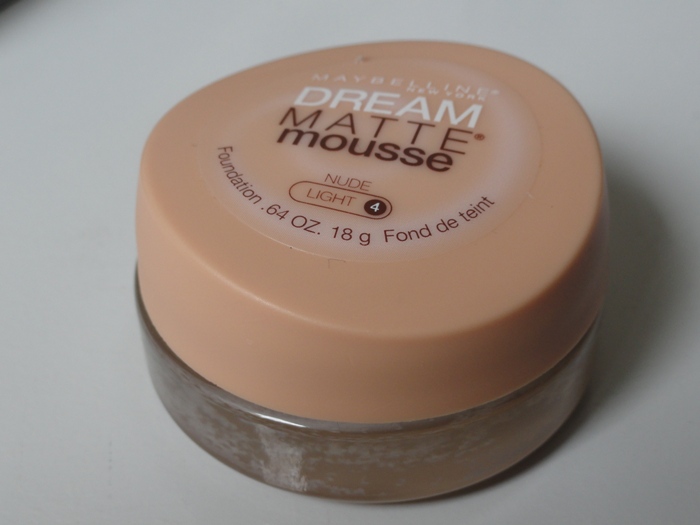 MAYBELLINE®
NEW YORK
DREAM
MATTE®
mousse
NUDE
LIGHT 4
Foundation .64 OZ. 18 g Fond de teint